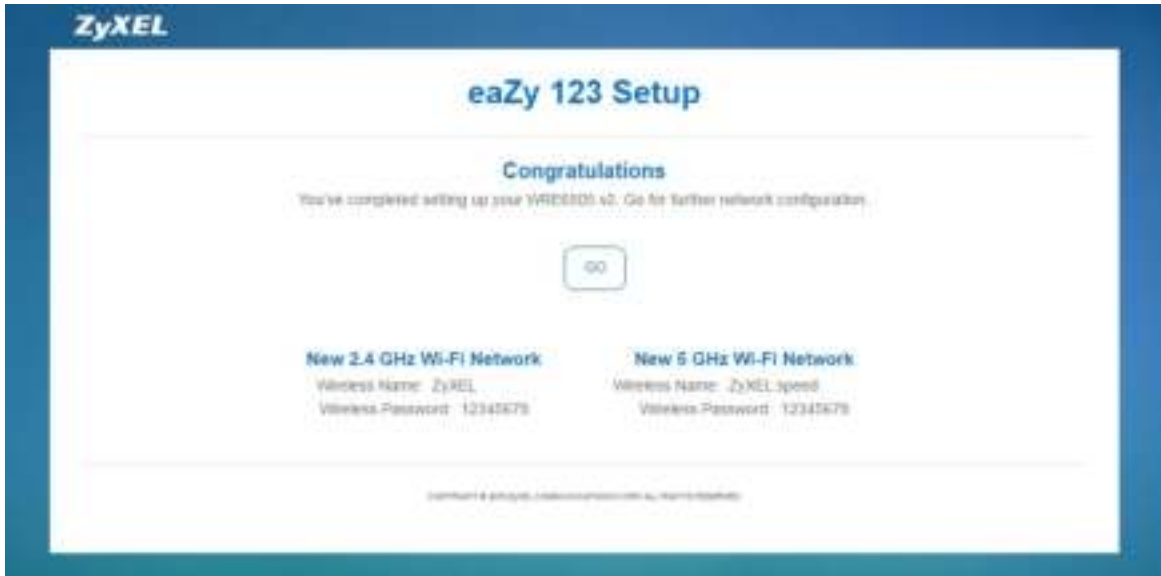 ZyXEL
eaZy 123 Setup
Congratulations
You've completed setting up your v2. Go for further network configuration.
GO
New 2.4 GHz Wi-Fi Network
New 5 GHz Wi-Fi Network
Wireless Name: ZyXEL
Wireless Name: ZyXEL.speed
Wireless Password:
Wireless Password: